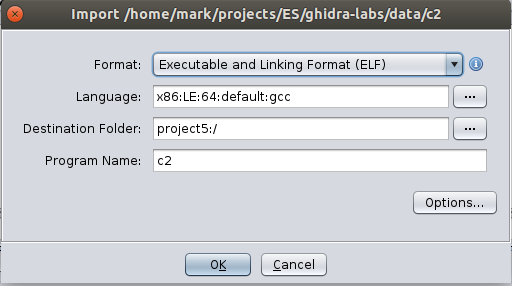 Import /home/mark/projects/ES/ghidra-labs/data/c2
Format: Executable and Linking Format (ELF)
Language: x86:LE:64:default:gcc ...
Destination Folder: project5:/ ...
Program Name: c2
Options...
OK Cancel